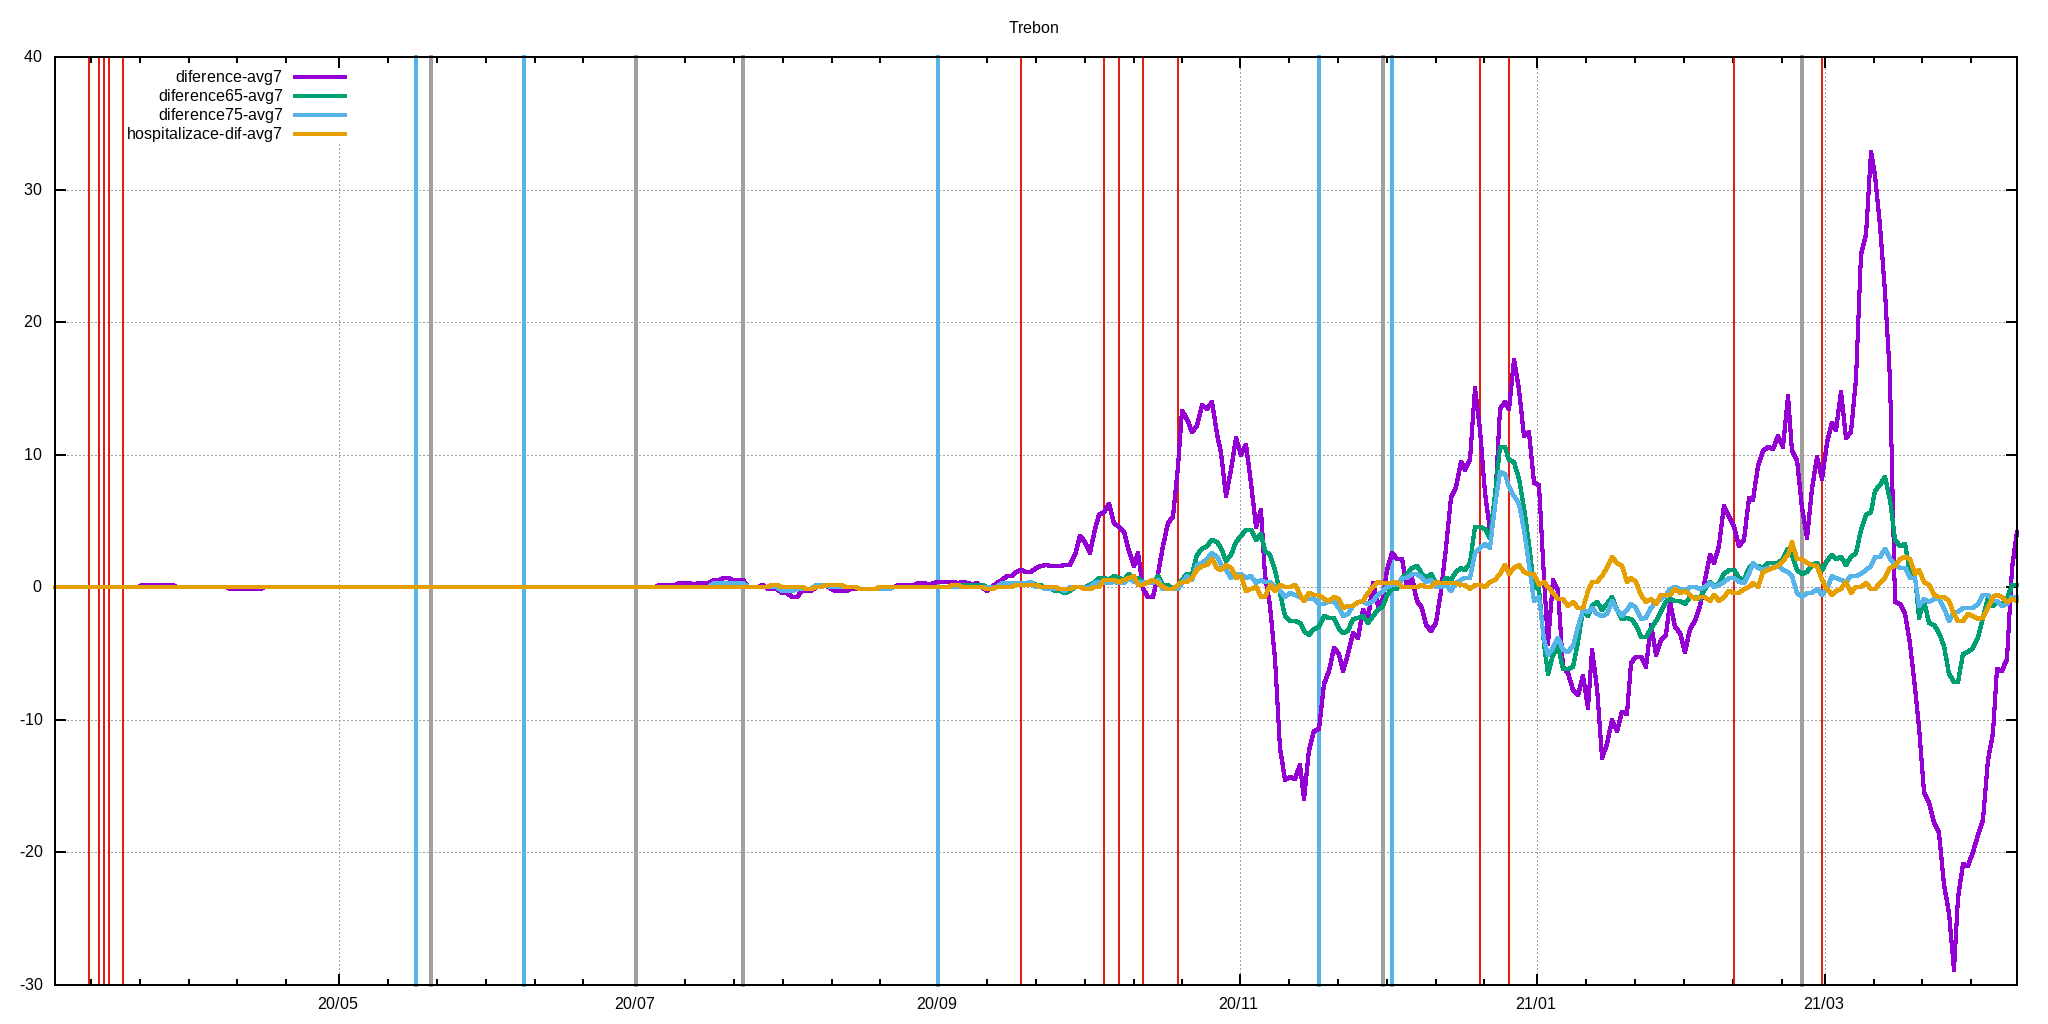 Trebon
40
diference-avg7
diference65-avg7
diference75-avg7
hospitalizace-dif-avg7
30
20
10
0
-10
-20
-30
20/05 20/07 20/09 20/11 21/01 21/03